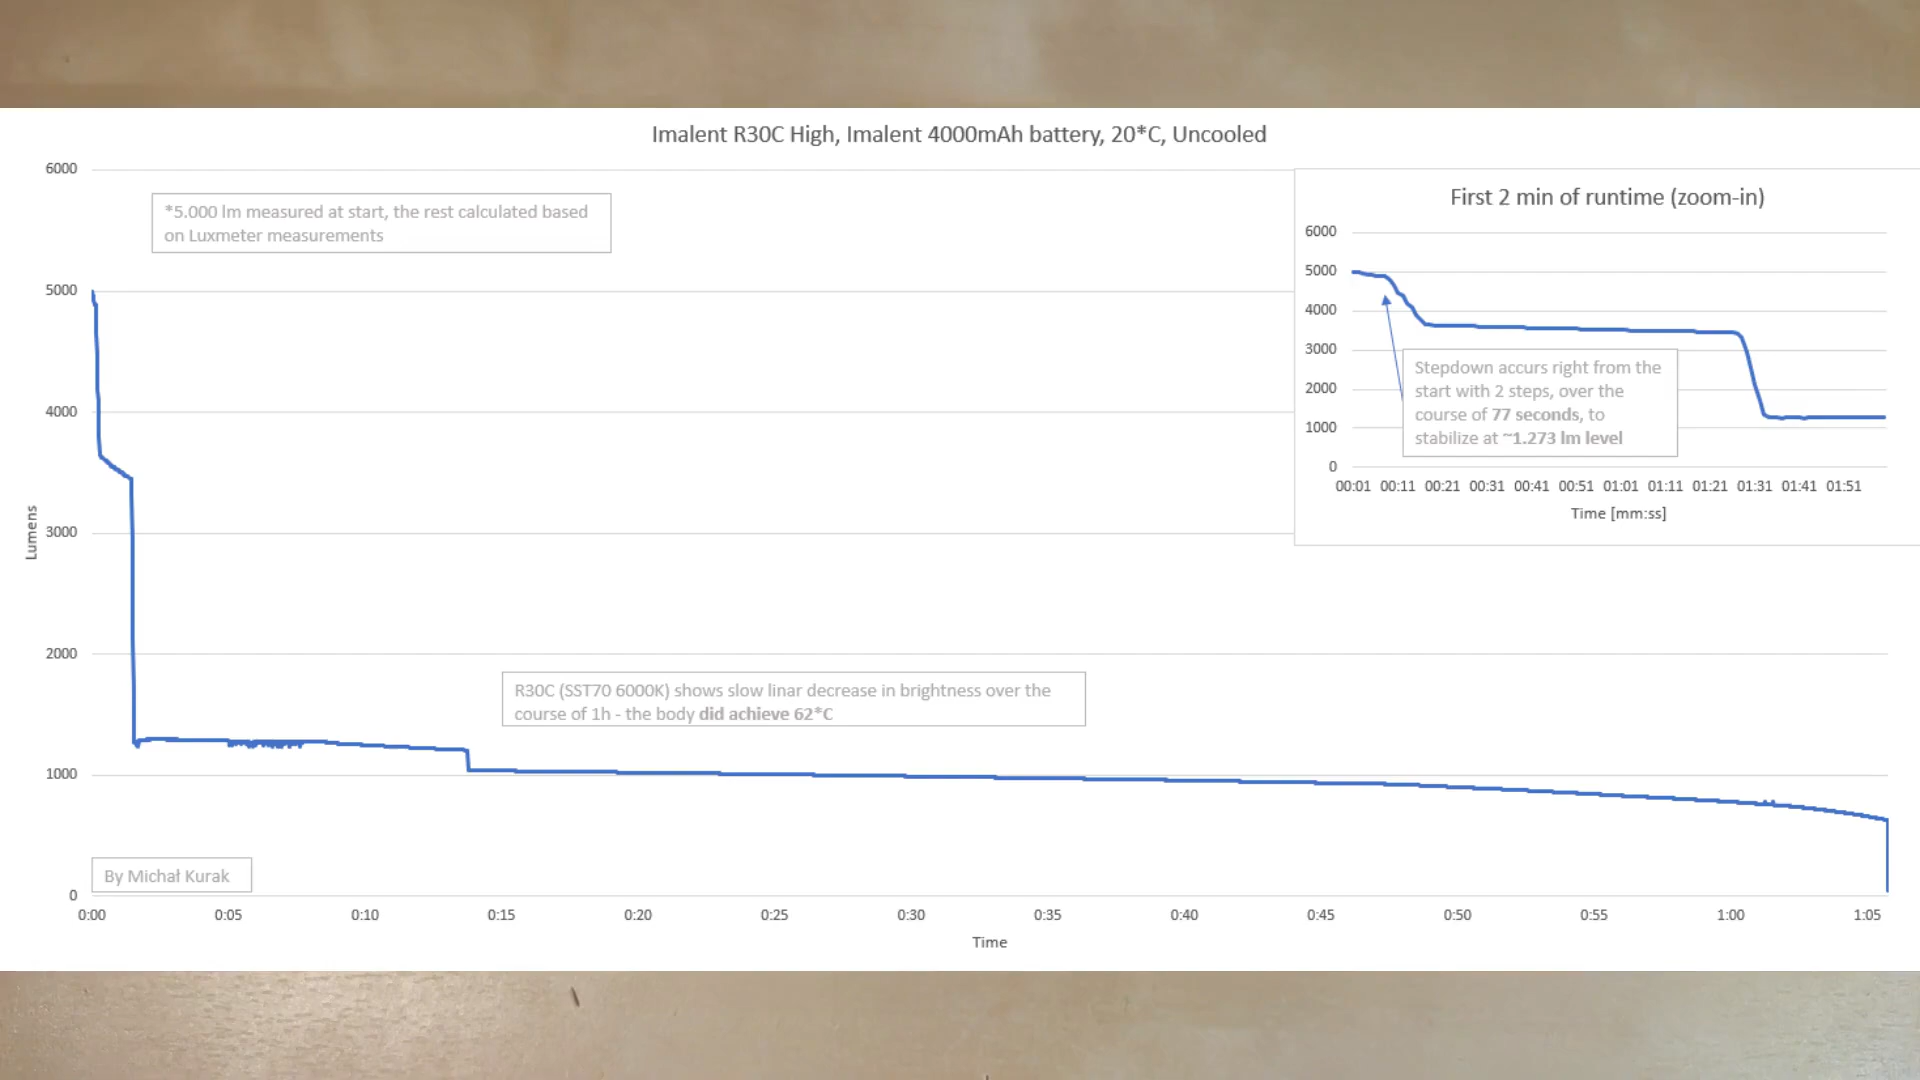 Imalent R30C High, Imalent 4000mAh battery, 20*C, Uncooled
6000
5000
4000
3000
2000
1000
0
Lumens
*5.000 lm measured at start, the rest calculated based
on Luxmeter measurements
First 2 min of runtime (zoom-in)
6000
5000
4000
3000
2000
1000
0
Stepdown accurs right from the
start with 2 steps, over the
course of 77 seconds, to
stabilize at ~1.273 lm level
00:01 00:11 00:21 00:31 00:41 00:51 01:01 01:11 01:21 01:31 01:41 01:51
Time [mm:ss]
R30C (SST70 6000K) shows slow linar decrease in brightness over the
course of 1h - the body did achieve 62*C
By Michał Kurak
0:00 0:05 0:10 0:15 0:20 0:25 0:30 0:35 0:40 0:45 0:50 0:55 1:00 1:05
Time